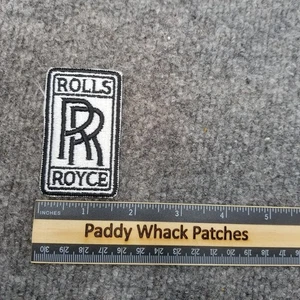 ROLLS
RR
ROYCE
INCHES 1 2 3 4 5
Paddy Whack Patches